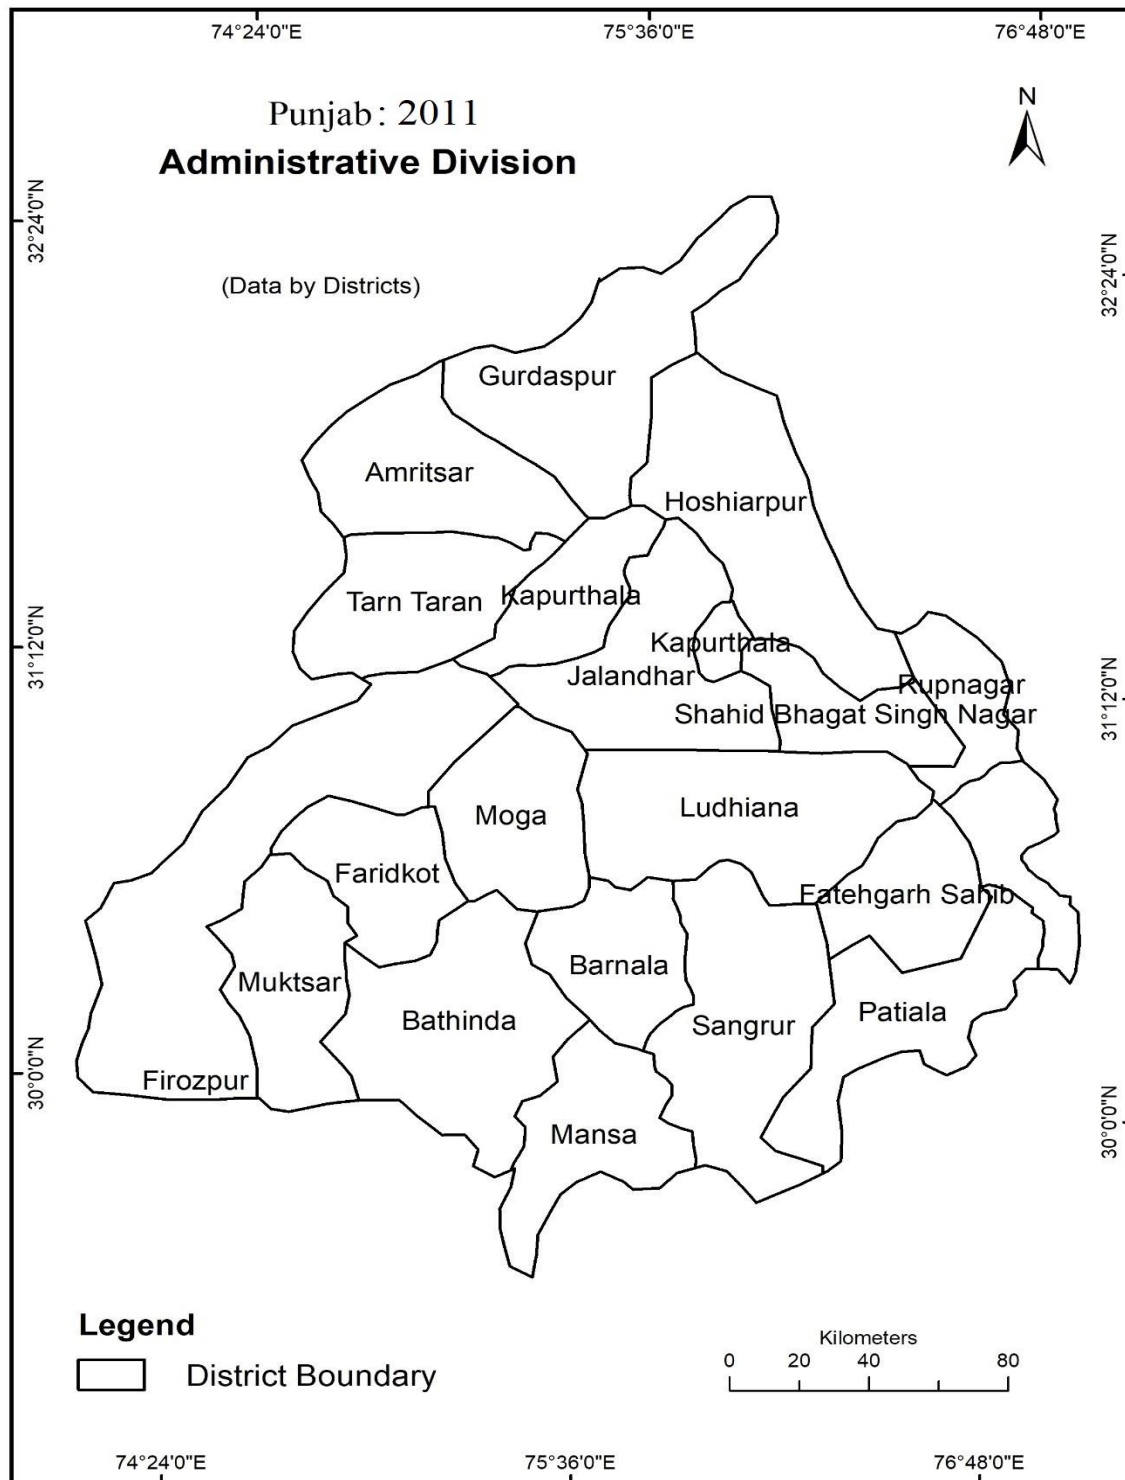 74°24'0"E
75°36'0"E
76°48'0"E
N
Punjab: 2011
Administrative Division
32°24'0"N
32°24'0"N
(Data by Districts)
Gurdaspur
Amritsar
Hoshiarpur
Tarn Taran
Kapurthala
Kapurthala
31°12'0"N
Jalandhar
Rupnagar
31°12'0"N
Shahid Bhagat Singh Nagar
Moga
Ludhiana
Faridkot
Fatehgarh Sahib
Barnala
Muktsar
Bathinda
Sangrur
Patiala
30°0'0"N
Firozpur
30°0'0"N
Mansa
Legend
District Boundary
Kilometers
0 20 40 80
74°24'0"E
75°36'0"E
76°48'0"E